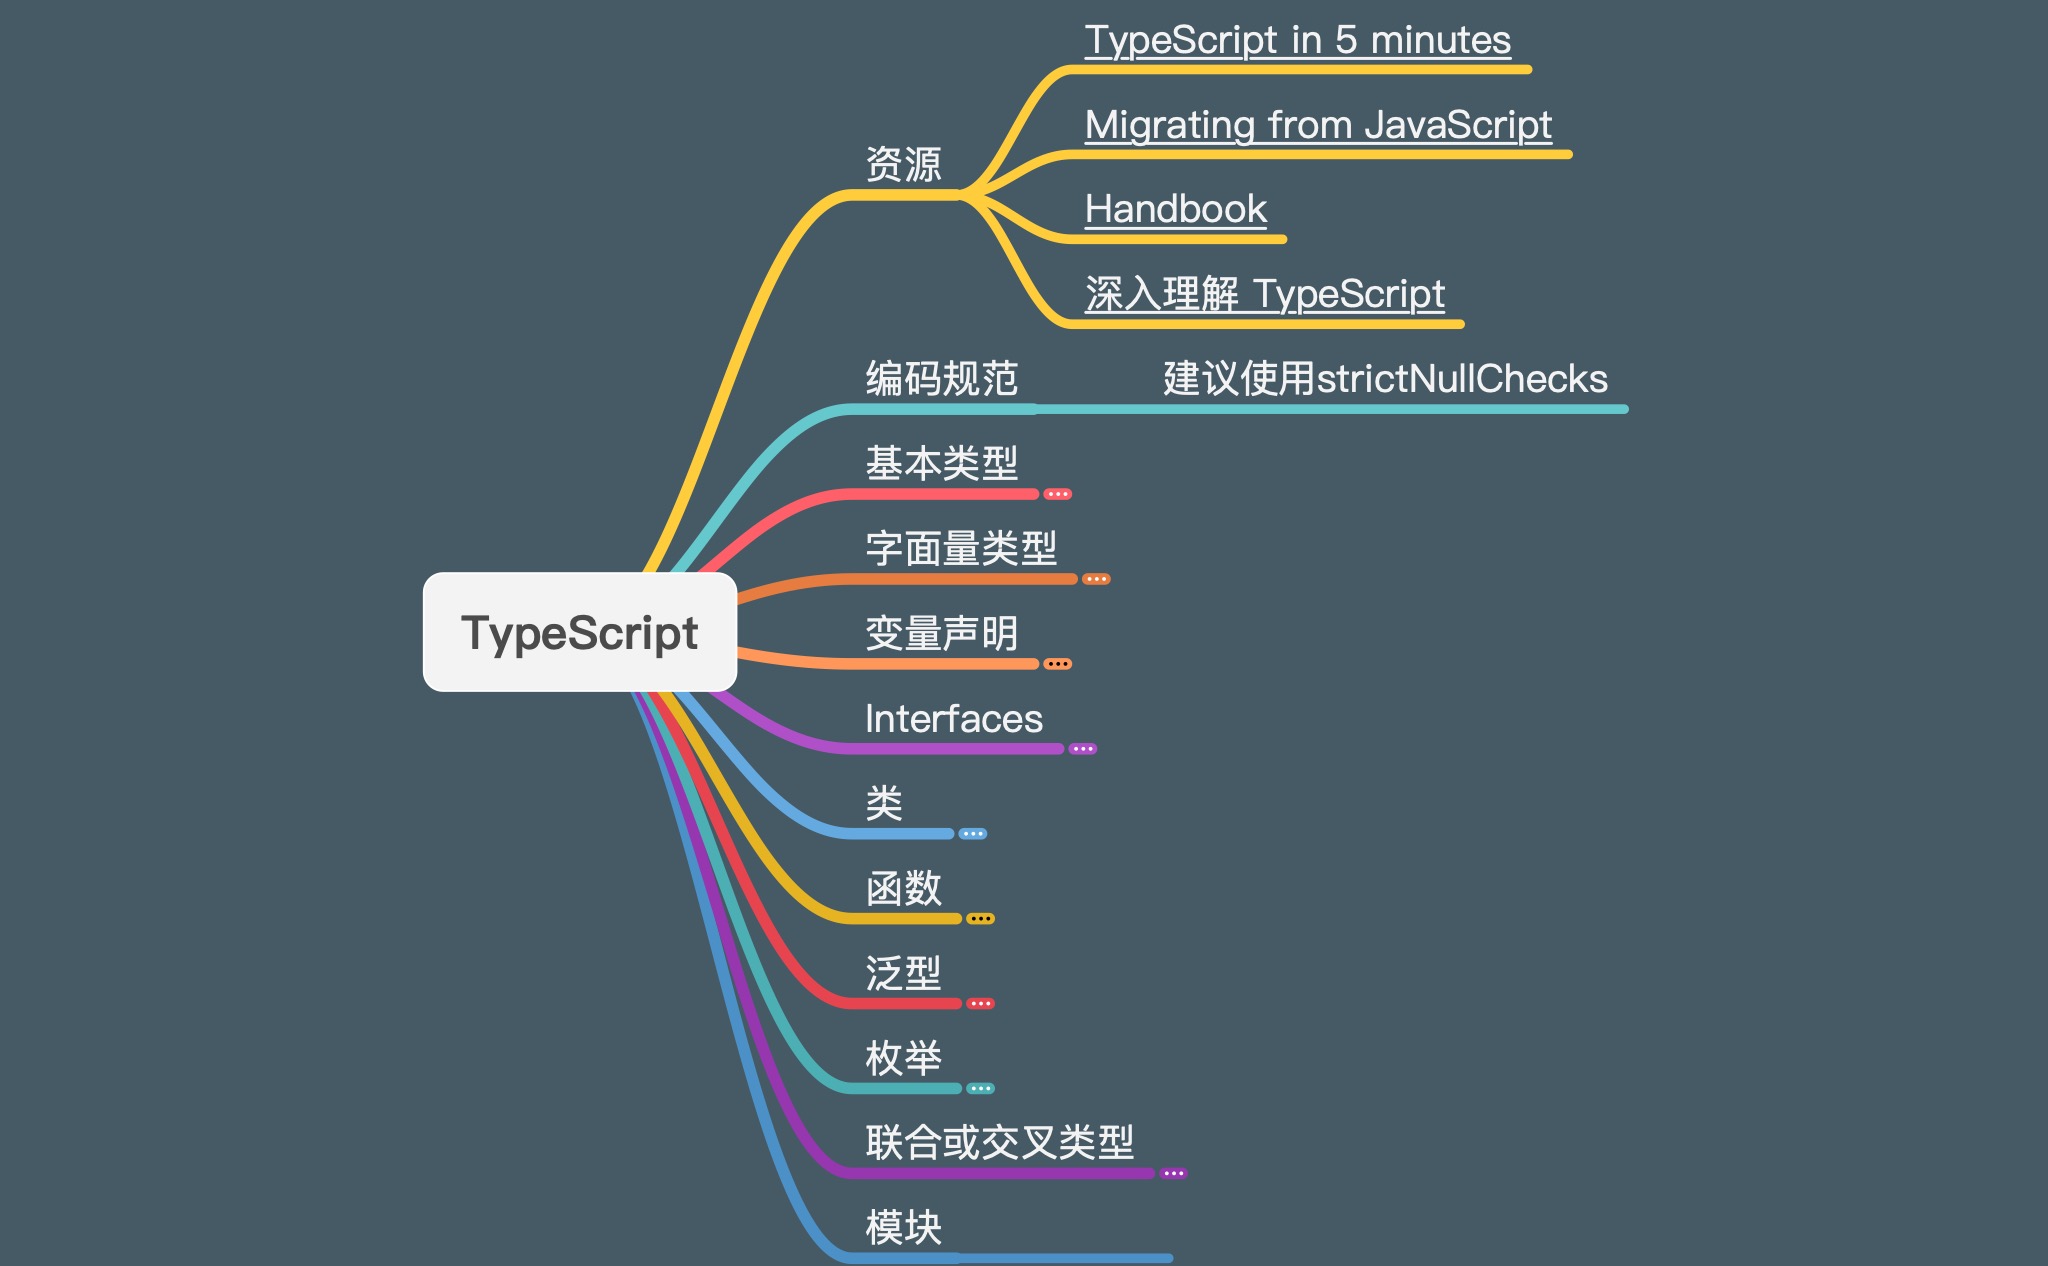 TypeScript in 5 minutes
Migrating from JavaScript
资源
Handbook
深入理解 TypeScript
编码规范 建议使用strictNullChecks
基本类型
字面量类型
变量声明
TypeScript
Interfaces
类
函数
泛型
枚举
联合或交叉类型
模块